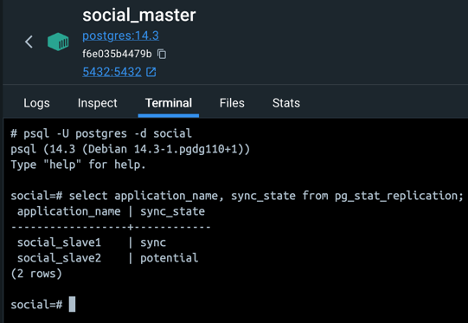 social_master
postgres:14.3
f6e035b4479b
5432:5432
Logs Inspect Terminal Files Stats
# psql -U postgres -d social
psql (14.3 (Debian 14.3-1.pgdg110+1))
Type "help" for help.
social=# select application_name, sync_state from pg_stat_replication;
 application_name | sync_state
------------------+------------
 social_slave1    | sync
 social_slave2    | potential
(2 rows)
social=#